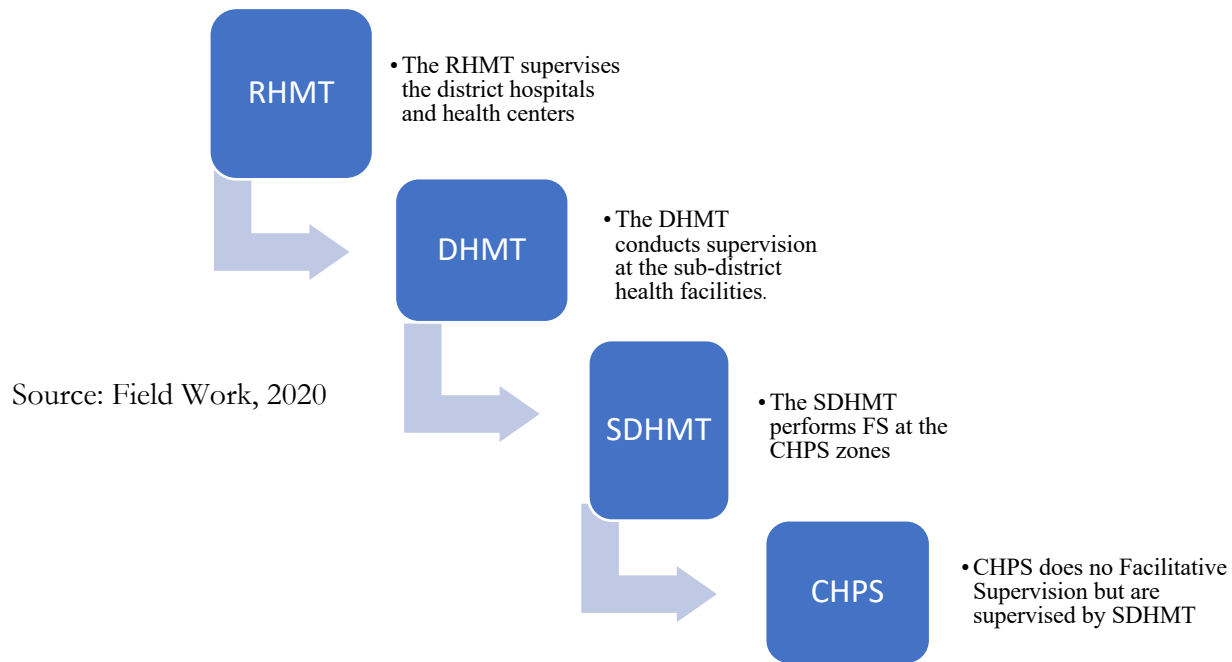 RHMT
• The RHMT supervises
the district hospitals
and health centers
DHMT
• The DHMT
conducts supervision
at the sub-district
health facilities.
Source: Field Work, 2020
SDHMT
• The SDHMT
performs FS at the
CHPS zones
CHPS
• CHPS does no Facilitative
Supervision but are
supervised by SDHMT